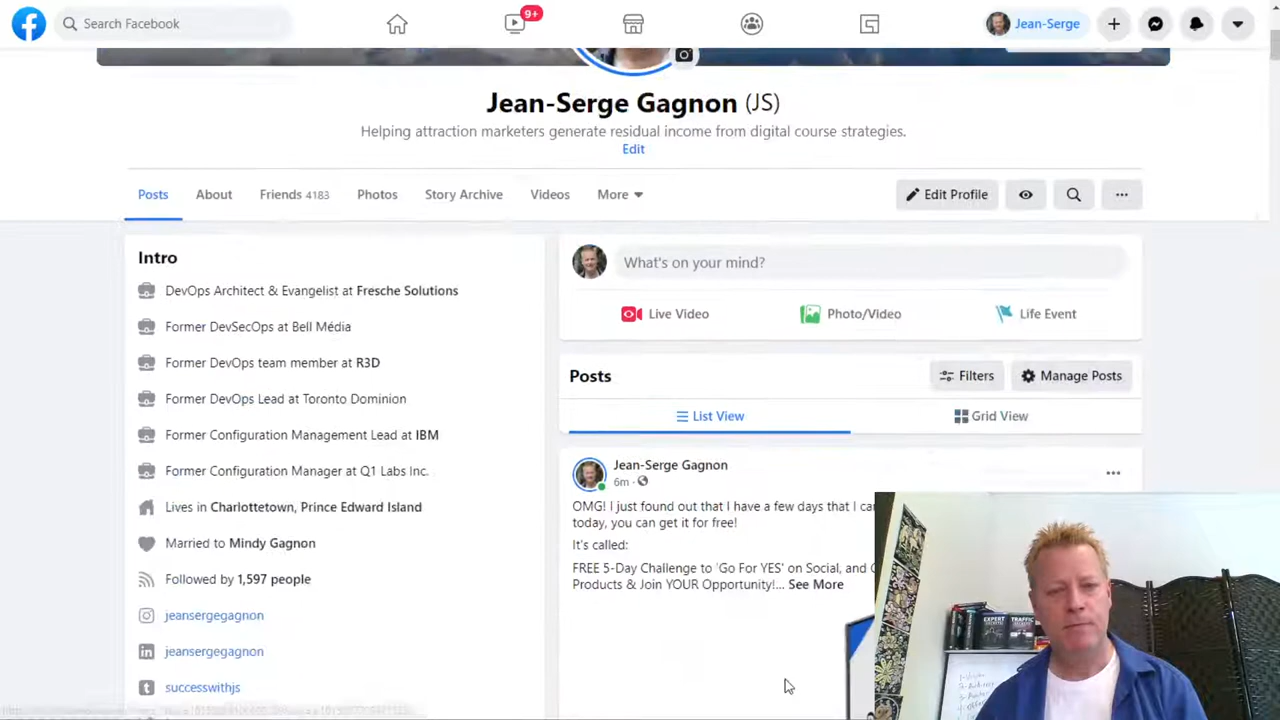 Search Facebook
9+
Jean-Serge
Jean-Serge Gagnon (JS)
Helping attraction marketers generate residual income from digital course strategies.
Edit
Posts About Friends 4183 Photos Story Archive Videos More Edit Profile
Intro
DevOps Architect & Evangelist at Fresche Solutions
Former DevSecOps at Bell Média
Former DevOps team member at R3D
Former DevOps Lead at Toronto Dominion
Former Configuration Management Lead at IBM
Former Configuration Manager at Q1 Labs Inc.
Lives in Charlottetown, Prince Edward Island
Married to Mindy Gagnon
Followed by 1,597 people
jeansergegagnon
jeansergegagnon
successwithjs
What's on your mind?
Live Video Photo/Video Life Event
Posts Filters Manage Posts
List View Grid View
Jean-Serge Gagnon
6m
OMG! I just found out that I have a few days that I
today, you can get it for free!
It's called:
FREE 5-Day Challenge to 'Go For YES' on Social, and
Products & Join YOUR Opportunity!... See More
EXPERT SECRETS
TRAFFIC SECRETS